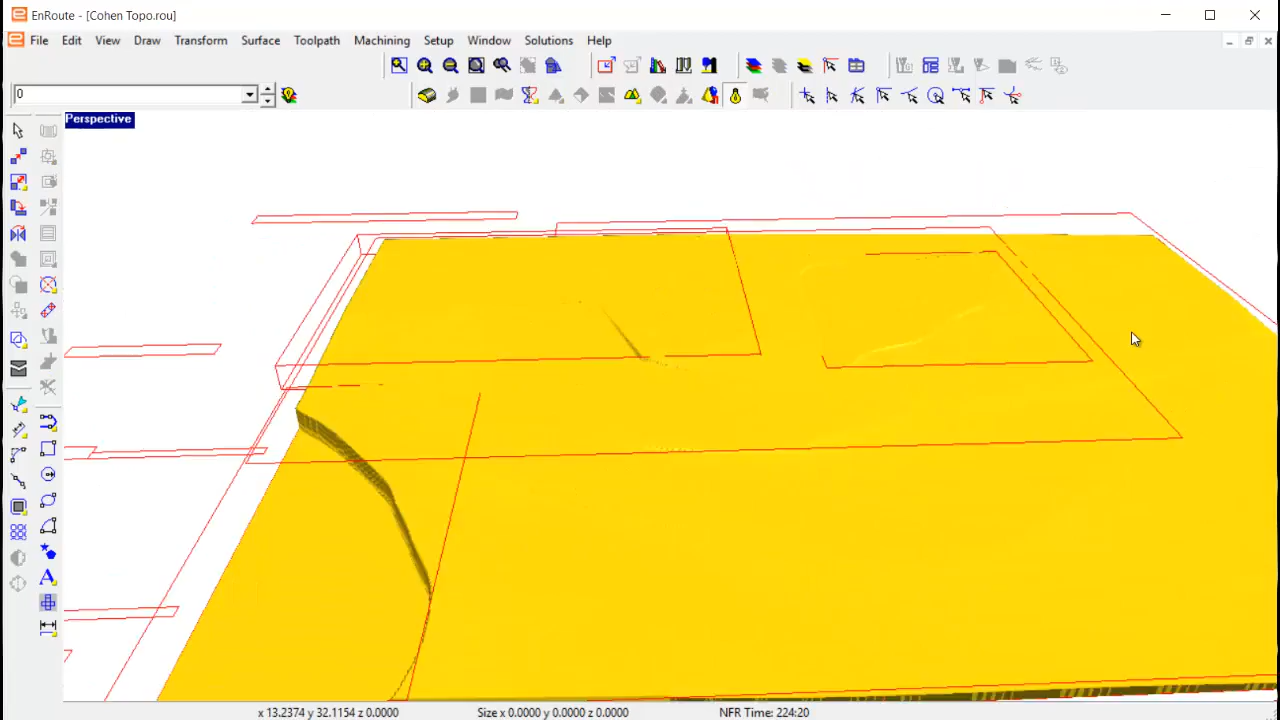 EnRoute - [Cohen Topo.rou]
File Edit View Draw Transform Surface Toolpath Machining Setup Window Solutions Help
0
Perspective
x 13.2374 y 32.1154 z 0.0000 Size x 0.0000 y 0.0000 z 0.0000 NFR Time: 224:20